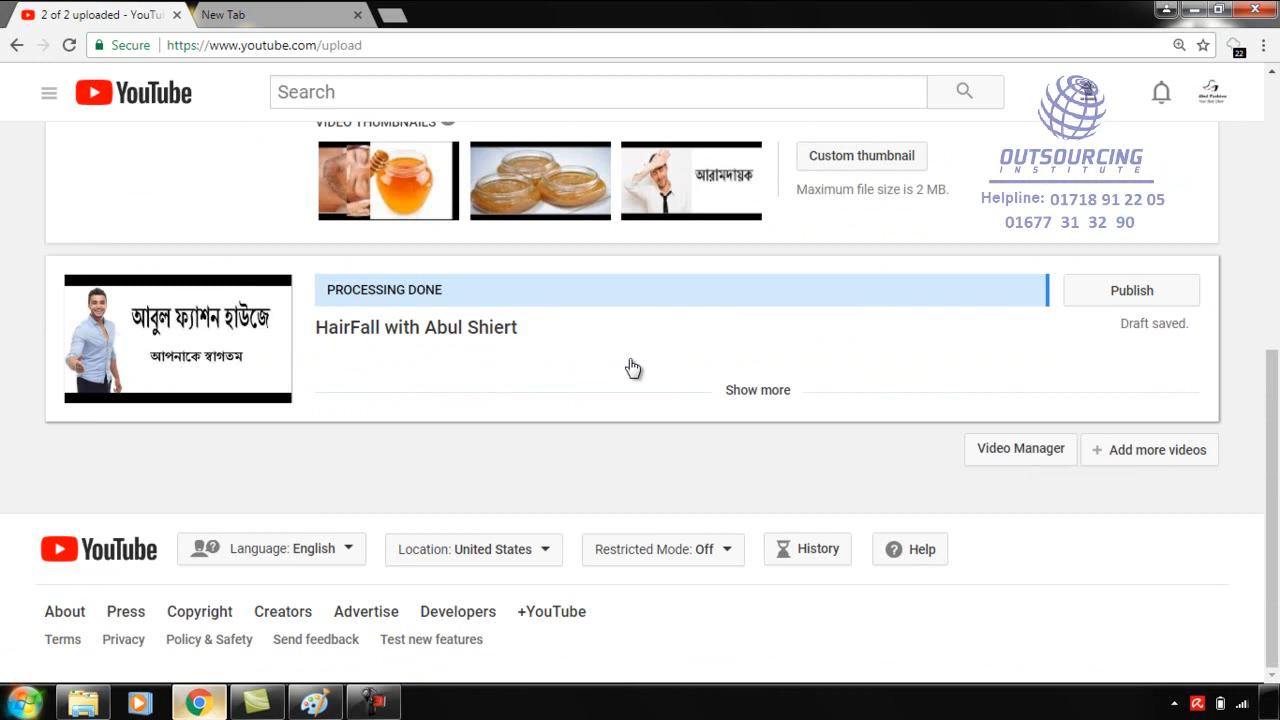 2 of 2 uploaded - YouTu
New Tab
Secure
https://www.youtube.com/upload
22
YouTube
Search
OUTSOURCING
INSTITUTE
Helpline: 01718 91 22 05
01677 31 32 90
VIDEO THUMBNAILS
আরামদায়ক
Custom thumbnail
Maximum file size is 2 MB.
আবুল ফ্যাশন হাউজে
আপনাকে স্বাগতম
PROCESSING DONE
Publish
HairFall with Abul Shiert
Draft saved.
Show more
Video Manager
+ Add more videos
YouTube
Language: English
Location: United States
Restricted Mode: Off
History
Help
About Press Copyright Creators Advertise Developers +YouTube
Terms Privacy Policy & Safety Send feedback Test new features